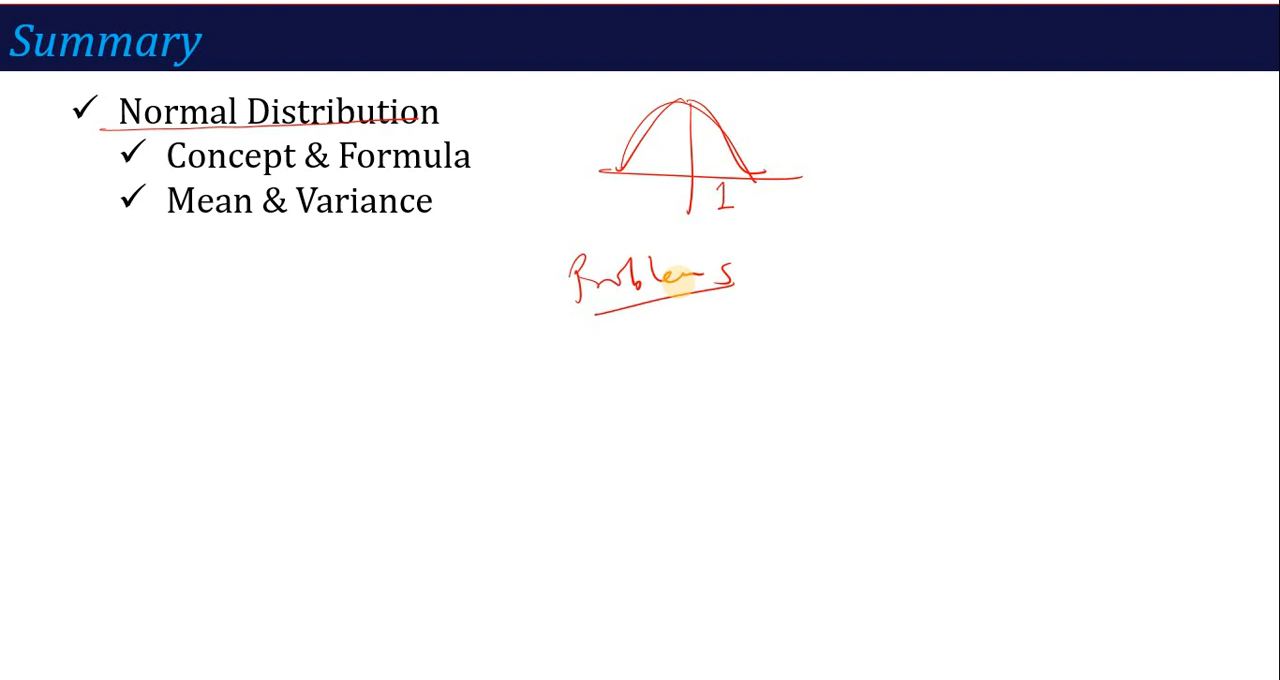 Summary
✓ Normal Distribution
✓ Concept & Formula
✓ Mean & Variance
1
Problems